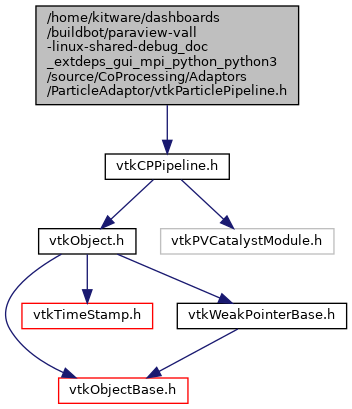 /home/kitware/dashboards
/buildbot/paraview-vall
-linux-shared-debug_doc
_extdeps_gui_mpi_python_python3
/source/CoProcessing/Adaptors
/ParticleAdaptor/vtkParticlePipeline.h
vtkCPPipeline.h
vtkObject.h
vtkPVCatalystModule.h
vtkTimeStamp.h
vtkWeakPointerBase.h
vtkObjectBase.h